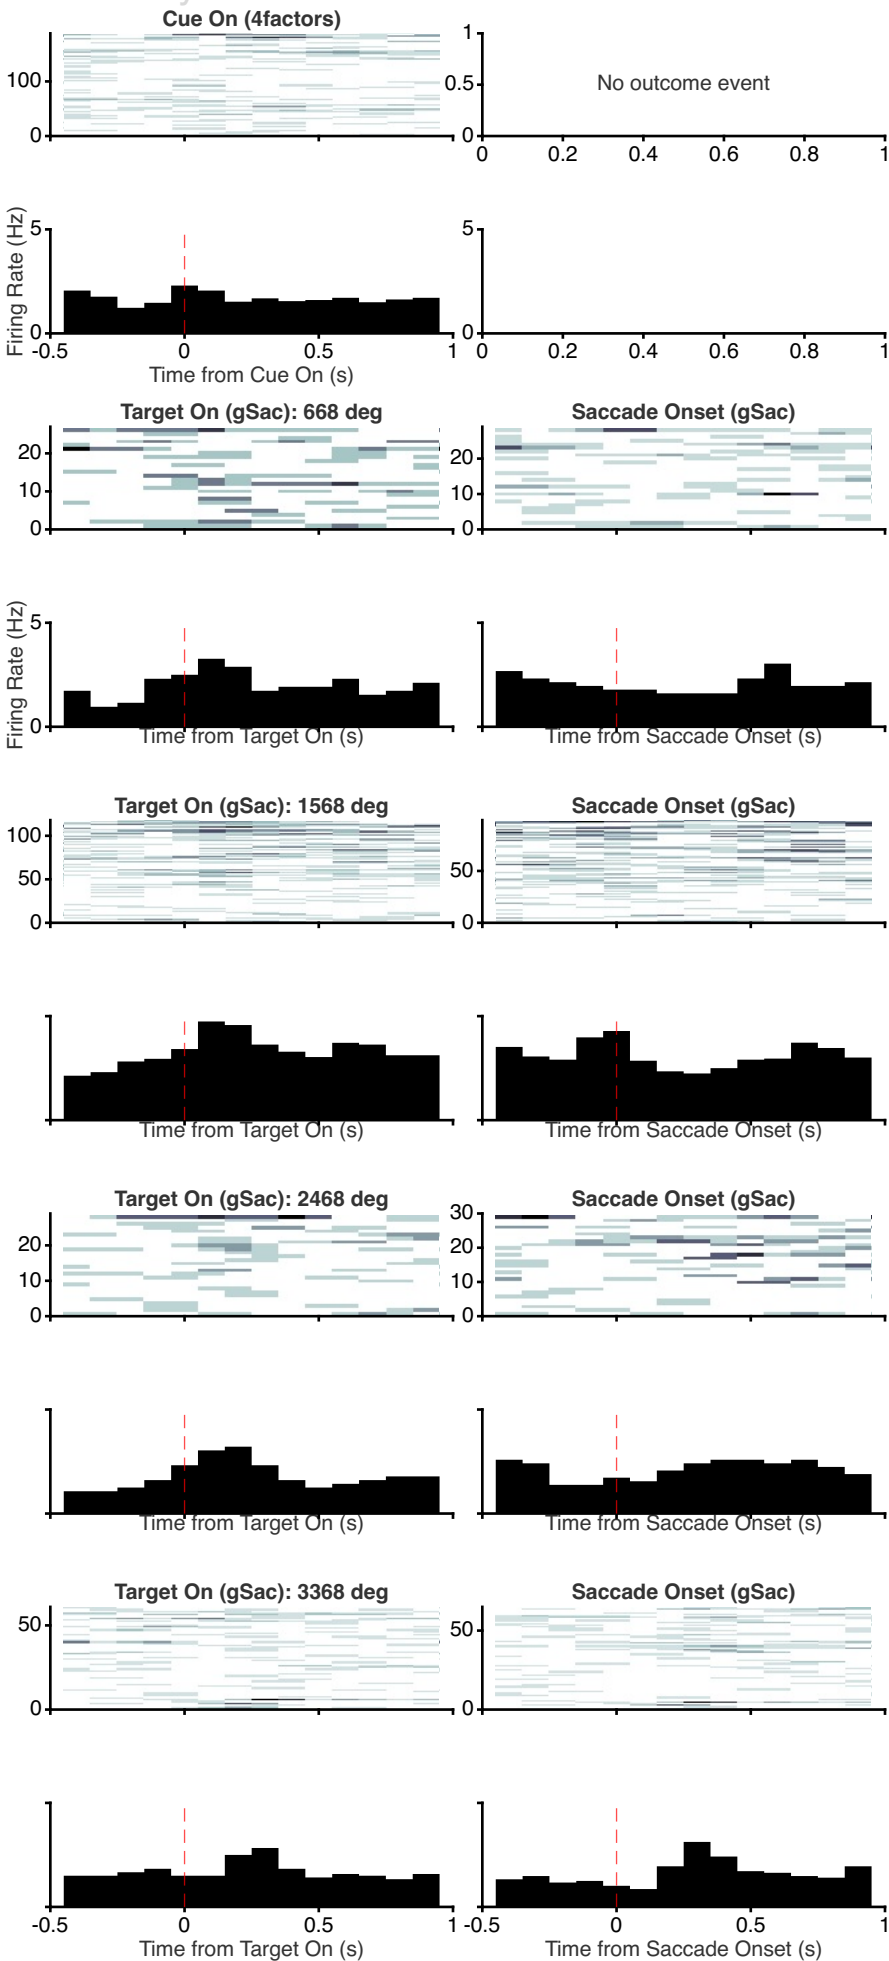 Cue On (4factors)
100
0
1
0.5
0
No outcome event
0 0.2 0.4 0.6 0.8 1
Firing Rate (Hz)
5
0
-0.5 0 0.5 1
Time from Cue On (s)
5
0
0 0.2 0.4 0.6 0.8 1
Target On (gSac): 668 deg
20
10
0
Saccade Onset (gSac)
20
10
0
Firing Rate (Hz)
5
0
Time from Target On (s)
Time from Saccade Onset (s)
Target On (gSac): 1568 deg
100
50
0
Saccade Onset (gSac)
50
0
Time from Target On (s)
Time from Saccade Onset (s)
Target On (gSac): 2468 deg
20
10
0
Saccade Onset (gSac)
30
20
10
0
Time from Target On (s)
Time from Saccade Onset (s)
Target On (gSac): 3368 deg
50
0
Saccade Onset (gSac)
50
0
-0.5 0 0.5 1
Time from Target On (s)
-0.5 0 0.5 1
Time from Saccade Onset (s)